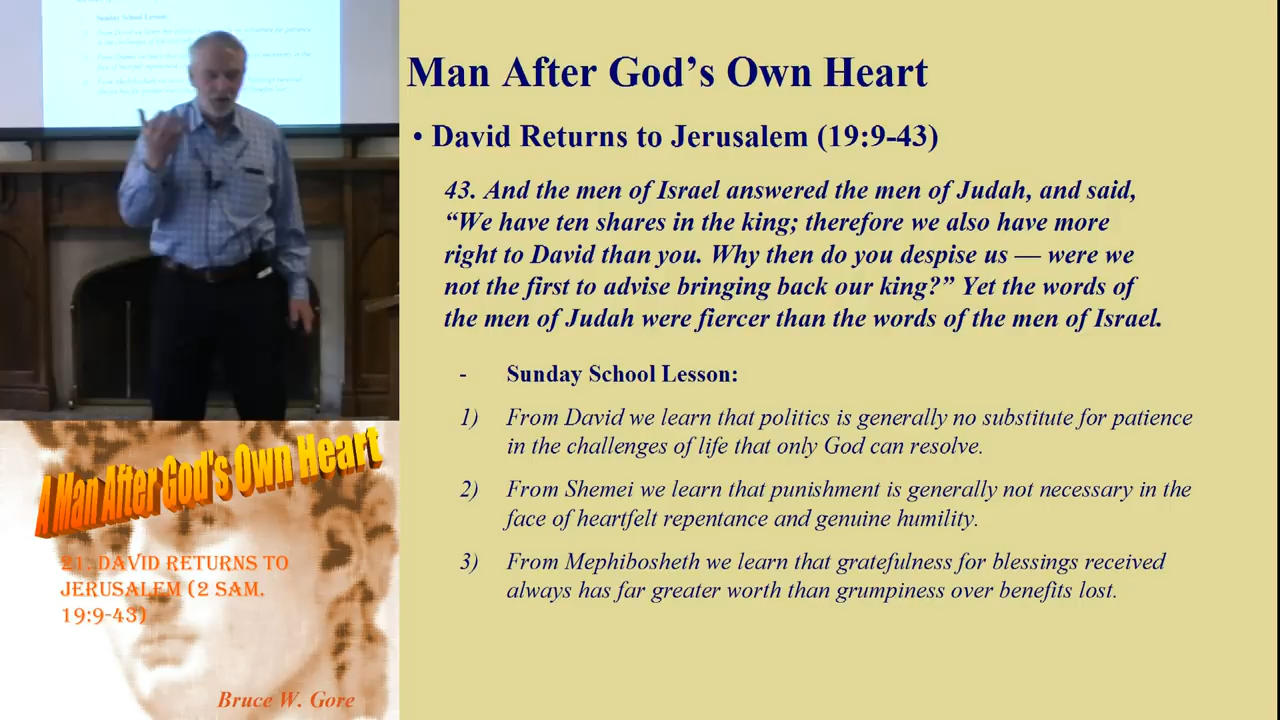 Sunday School Lesson:
Man After God's Own Heart
• David Returns to Jerusalem (19:9-43)
43. And the men of Israel answered the men of Judah, and said,
“We have ten shares in the king; therefore we also have more
right to David than you. Why then do you despise us — were we
not the first to advise bringing back our king?” Yet the words of
the men of Judah were fiercer than the words of the men of Israel.
- Sunday School Lesson:
1) From David we learn that politics is generally no substitute for patience
in the challenges of life that only God can resolve.
2) From Shemei we learn that punishment is generally not necessary in the
face of heartfelt repentance and genuine humility.
3) From Mephibosheth we learn that gratefulness for blessings received
always has far greater worth than grumpiness over benefits lost.
A Man After God's Own Heart
21. DAVID RETURNS TO
JERUSALEM (2 SAM.
19:9-43)
Bruce W. Gore